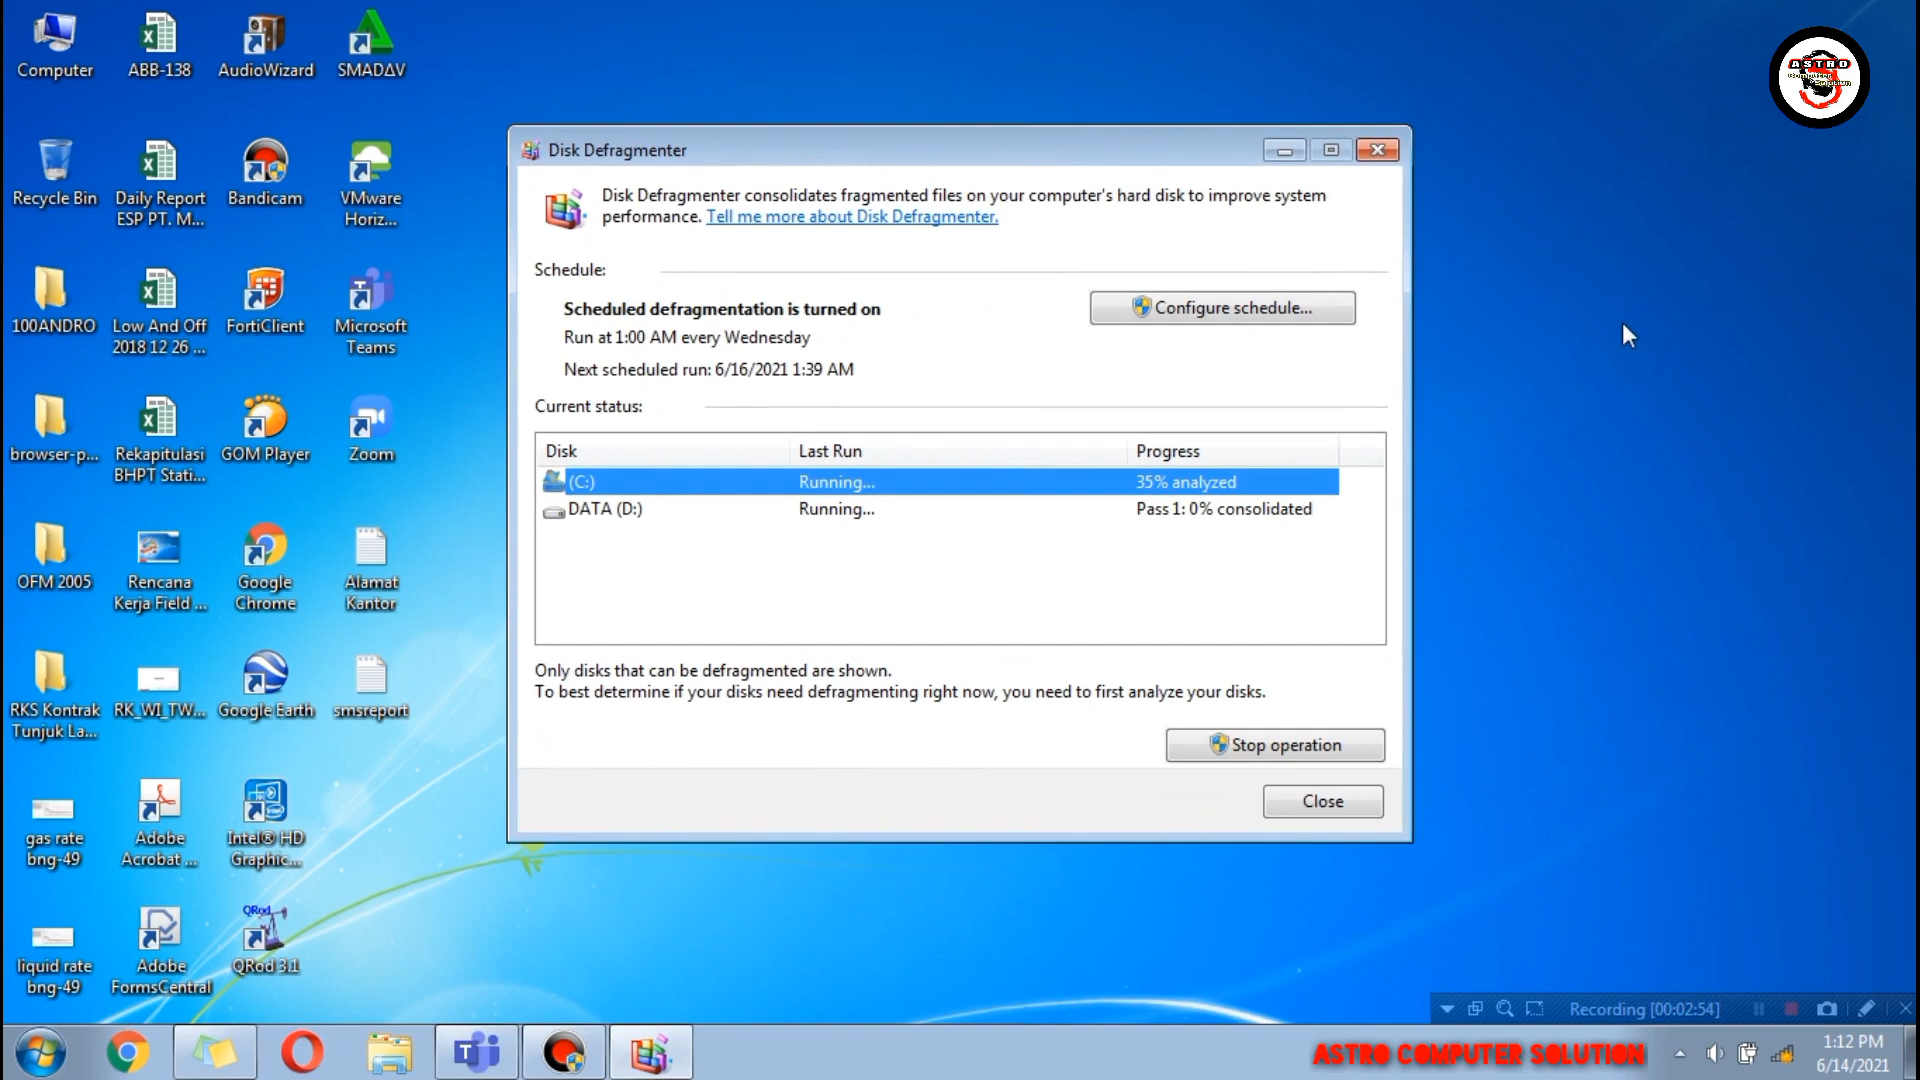 Computer
ABB-138
AudioWizard
SMADΔV
Recycle Bin
Daily Report
ESP PT. M...
Bandicam
VMware
Horiz...
100ANDRO
Low And Off
2018 12 26 ...
FortiClient
Microsoft
Teams
browser-p...
Rekapitulasi
BHPT Stati...
GOM Player
Zoom
OFM 2005
Rencana
Kerja Field ...
Google
Chrome
Alamat
Kantor
RKS Kontrak
Tunjuk La...
RK_WI_TW...
Google Earth
smsreport
gas rate
bng-49
Adobe
Acrobat ...
Intel® HD
Graphic...
liquid rate
bng-49
Adobe
FormsCentral
QRod
QRod 3.1
Disk Defragmenter
Disk Defragmenter consolidates fragmented files on your computer's hard disk to improve system
performance. Tell me more about Disk Defragmenter.
Schedule:
Scheduled defragmentation is turned on
Configure schedule...
Run at 1:00 AM every Wednesday
Next scheduled run: 6/16/2021 1:39 AM
Current status:
Disk Last Run Progress
(C:) Running... 35% analyzed
DATA (D:) Running... Pass 1: 0% consolidated
Only disks that can be defragmented are shown.
To best determine if your disks need defragmenting right now, you need to first analyze your disks.
Stop operation
Close
ASTRO
Computer
Solution
Recording [00:02:54]
ASTRO COMPUTER SOLUTION
1:12 PM
6/14/2021